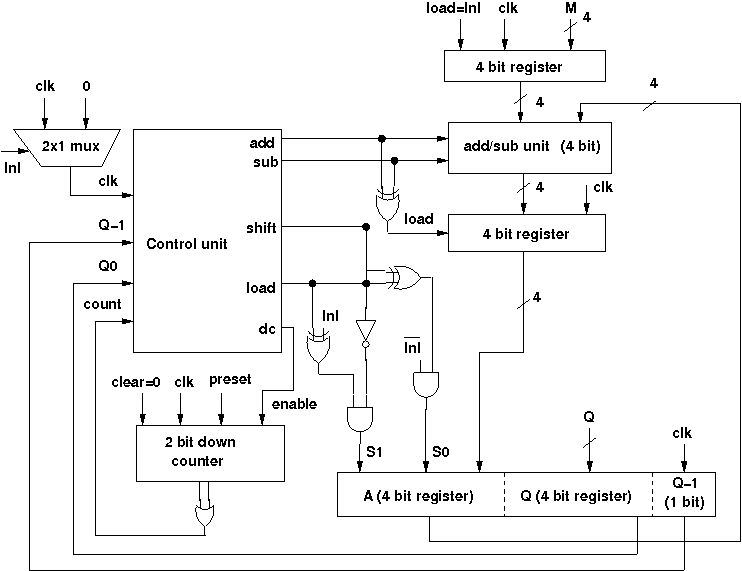 load=Inl
clk
M
4
4 bit register
4
4
clk
0
2x1 mux
Inl
clk
Q−1
Q0
count
Control unit
add
sub
shift
load
dc
add/sub unit (4 bit)
4
clk
load
4 bit register
4
Inl
Inl
clear=0
clk
preset
enable
2 bit down
counter
S1
S0
Q
clk
A (4 bit register)
Q (4 bit register)
Q−1
(1 bit)